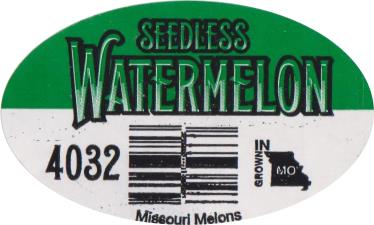 SEEDLESS
WATERMELON
4032
GROWN IN
MO
Missouri Melons